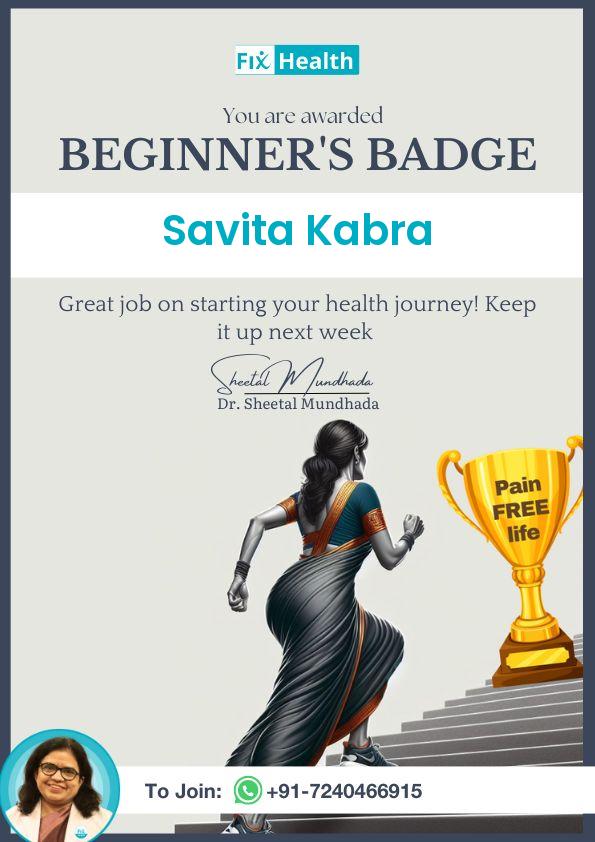 Fix Health
You are awarded
BEGINNER'S BADGE
Savita Kabra
Great job on starting your health journey! Keep
it up next week
Sheetal Mundhada
Dr. Sheetal Mundhada
Pain
FREE
life
To Join: +91-7240466915